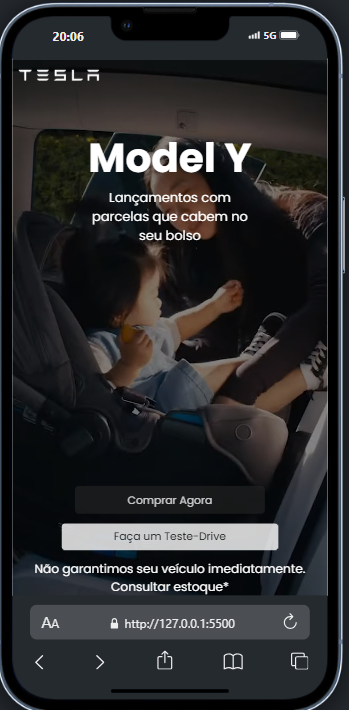 20:06
5G
TESLA
Model Y
Lançamentos com
parcelas que cabem no
seu bolso
Comprar Agora
Faça um Teste-Drive
Não garantimos seu veículo imediatamente.
Consultar estoque*
AA
http://127.0.0.1:5500